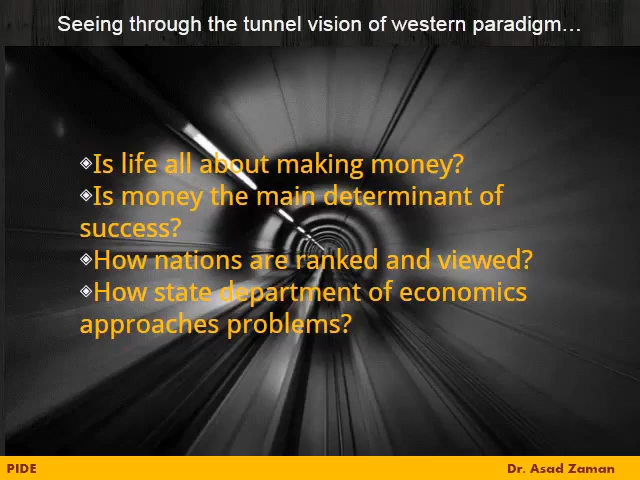 Seeing through the tunnel vision of western paradigm…
◈Is life all about making money?
◈Is money the main determinant of
success?
◈How nations are ranked and viewed?
◈How state department of economics
approaches problems?
PIDE
Dr. Asad Zaman